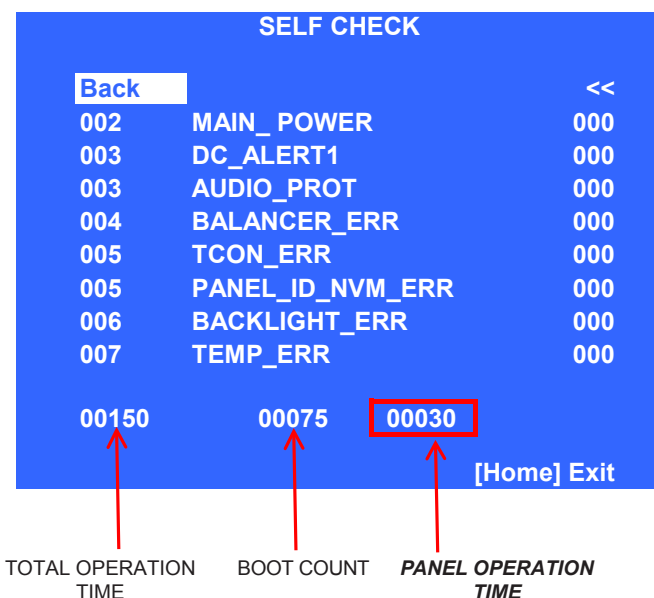 SELF CHECK
Back <<
002 MAIN_ POWER 000
003 DC_ALERT1 000
003 AUDIO_PROT 000
004 BALANCER_ERR 000
005 TCON_ERR 000
005 PANEL_ID_NVM_ERR 000
006 BACKLIGHT_ERR 000
007 TEMP_ERR 000
00150 00075 00030
[Home] Exit
TOTAL OPERATION TIME
BOOT COUNT
PANEL OPERATION TIME